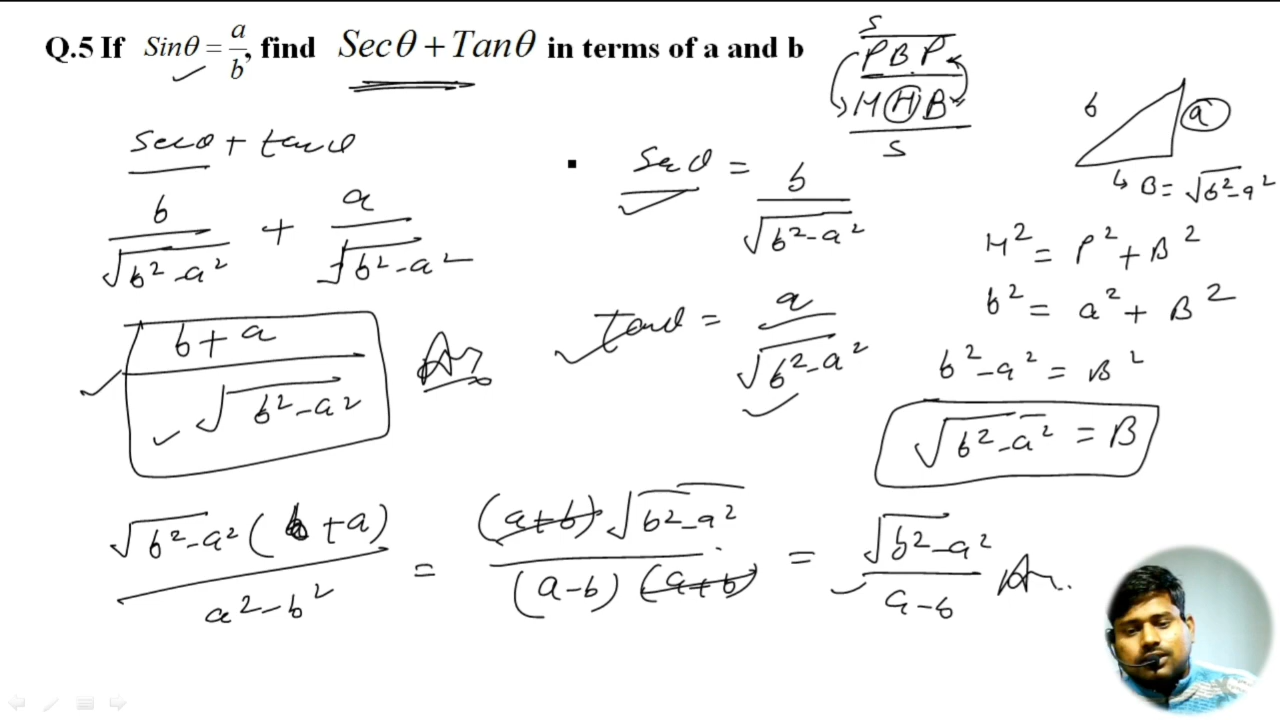 Q.5 If Sinθ = a/b, find Secθ + Tanθ in terms of a and b
S
P B P
H H B
S
secθ + tanθ
b/√b²-a² + a/√b²-a²
b+a/√b²-a² Ans
secθ = b/√b²-a²
tanθ = a/√b²-a²
b a
↳ B = √b²-a²
H² = P² + B²
b² = a² + B²
b²-a² = B²
√b²-a² = B
√b²-a² (b+a)/a²-b² = (a+b)√b²-a²/(a-b)(a+b) = √b²-a²/a-b Ans.